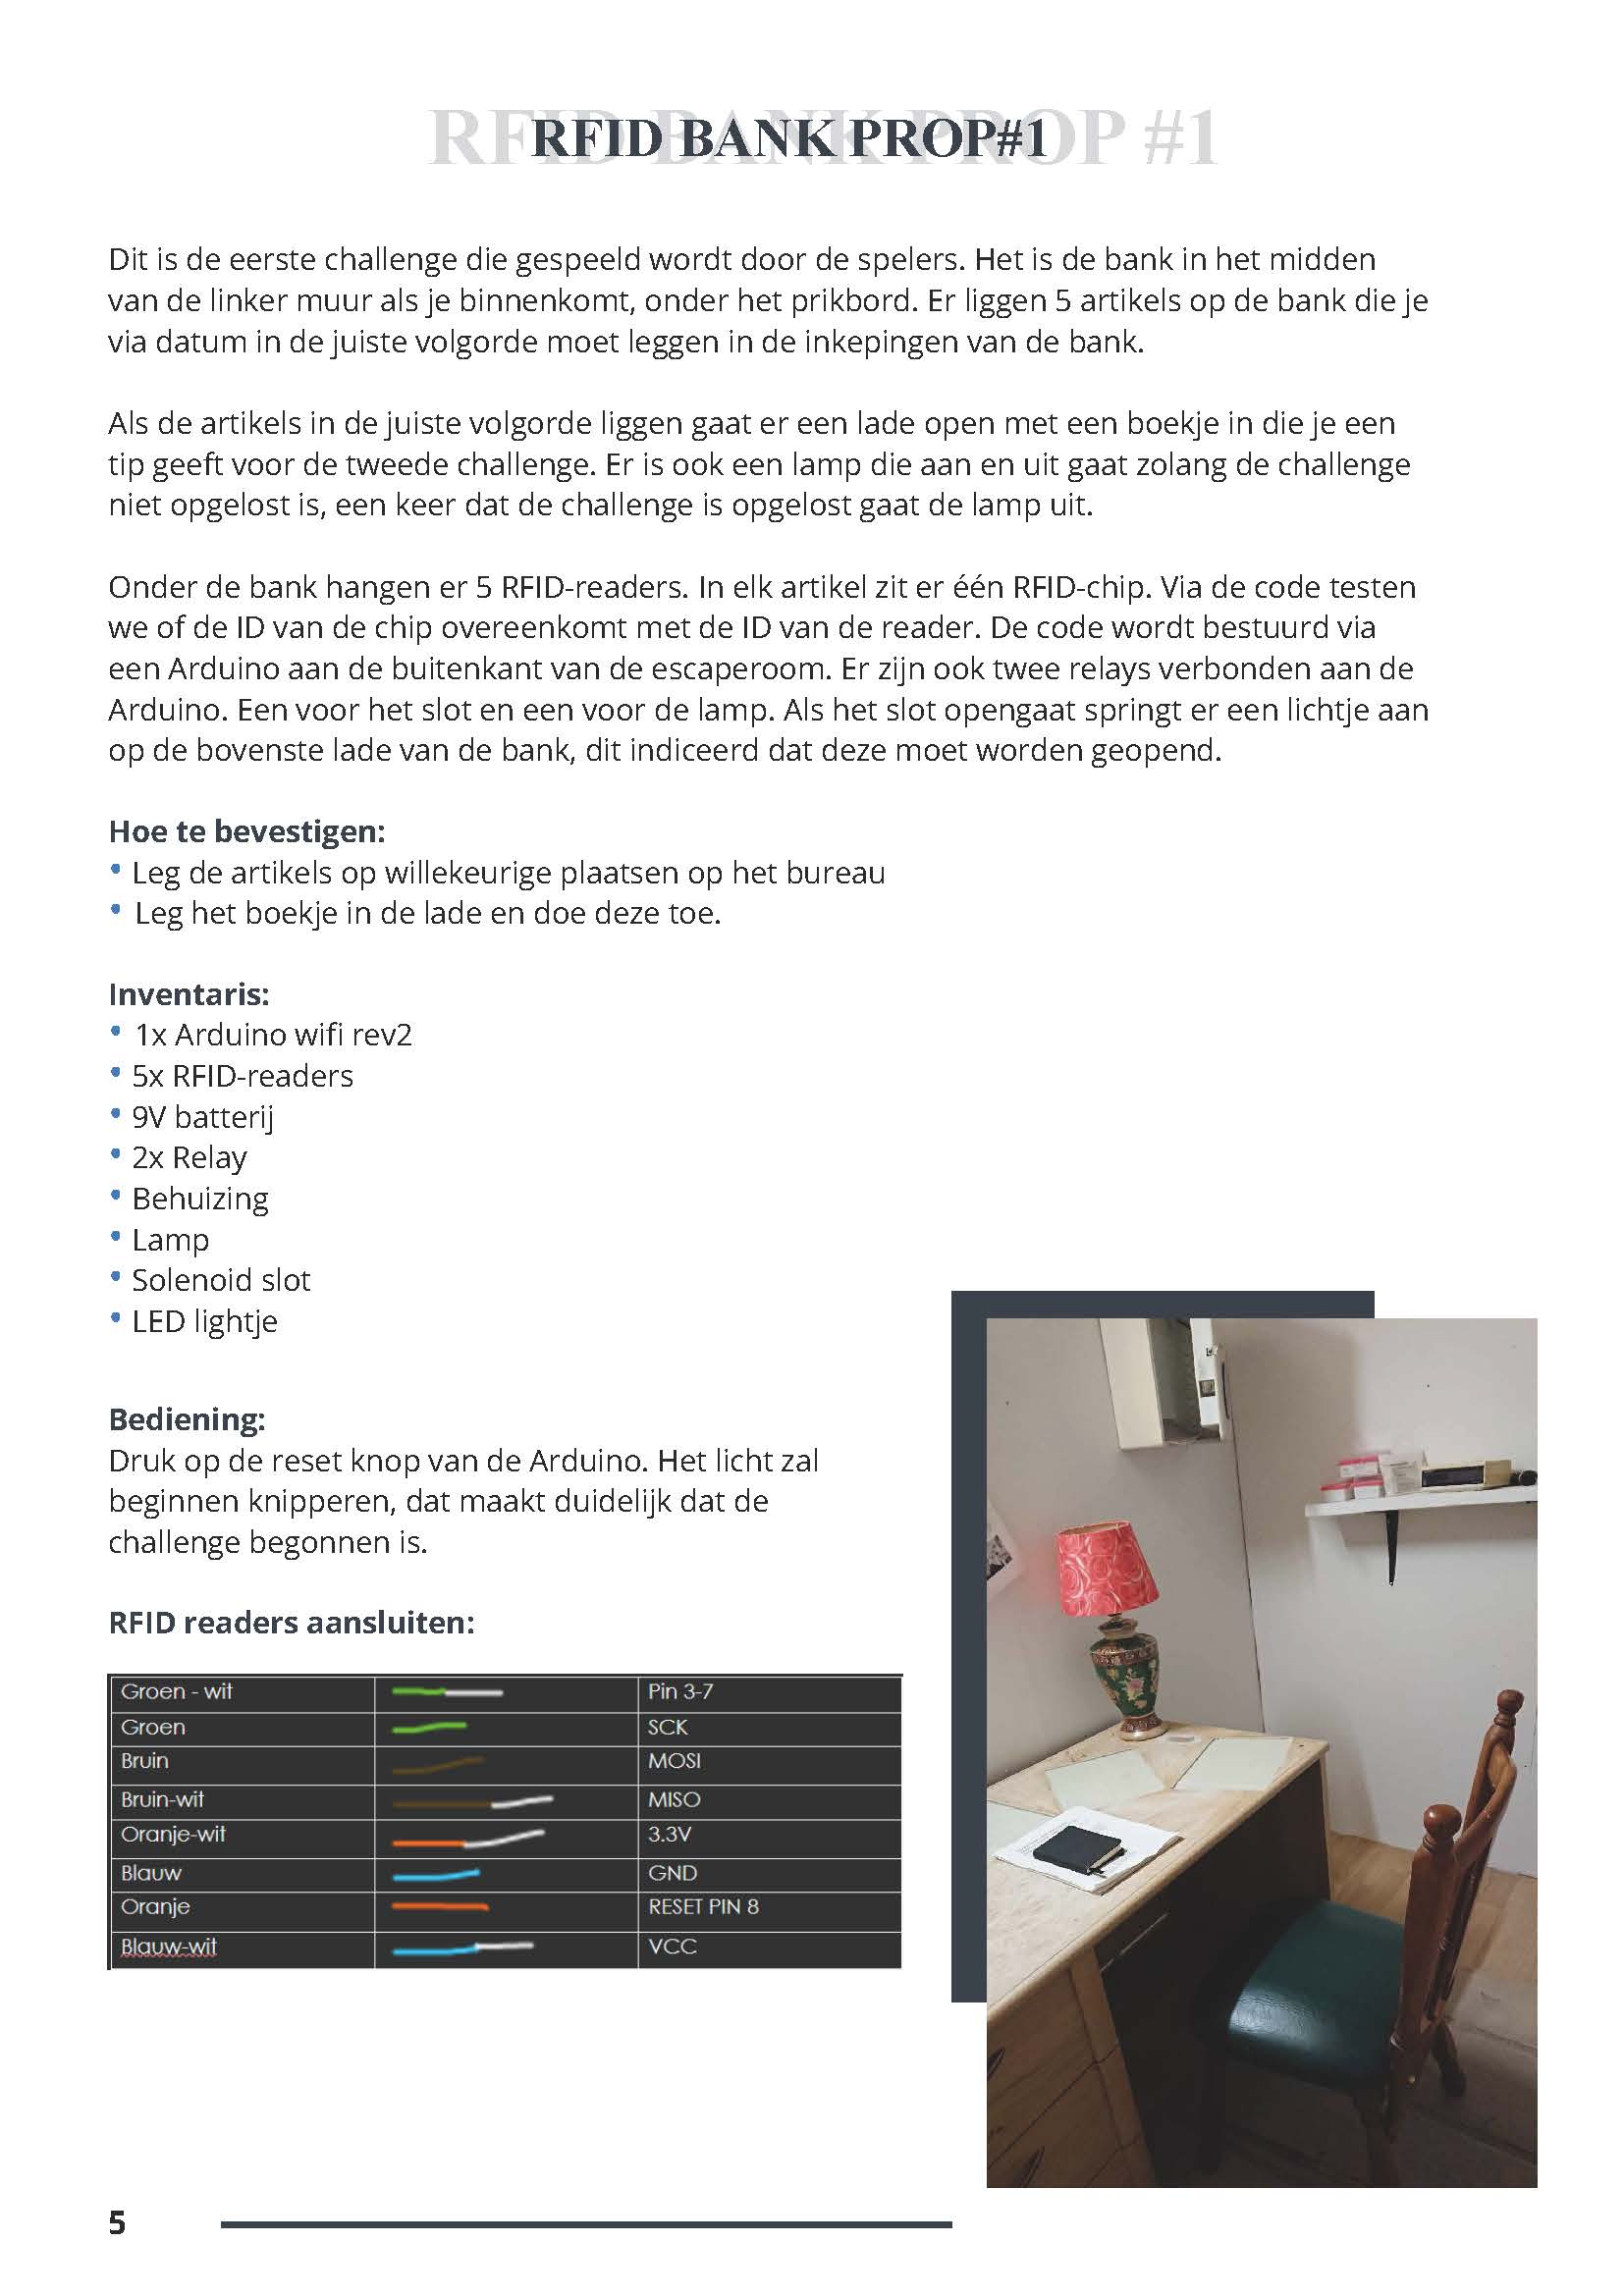 RFID BANK PROP #1
RFID BANK PROP#1
Dit is de eerste challenge die gespeeld wordt door de spelers. Het is de bank in het midden
van de linker muur als je binnenkomt, onder het prikbord. Er liggen 5 artikels op de bank die je
via datum in de juiste volgorde moet leggen in de inkepingen van de bank.
Als de artikels in de juiste volgorde liggen gaat er een lade open met een boekje in die je een
tip geeft voor de tweede challenge. Er is ook een lamp die aan en uit gaat zolang de challenge
niet opgelost is, een keer dat de challenge is opgelost gaat de lamp uit.
Onder de bank hangen er 5 RFID-readers. In elk artikel zit er één RFID-chip. Via de code testen
we of de ID van de chip overeenkomt met de ID van de reader. De code wordt bestuurd via
een Arduino aan de buitenkant van de escaperoom. Er zijn ook twee relays verbonden aan de
Arduino. Een voor het slot en een voor de lamp. Als het slot opengaat springt er een lichtje aan
op de bovenste lade van de bank, dit indiceerd dat deze moet worden geopend.
Hoe te bevestigen:
• Leg de artikels op willekeurige plaatsen op het bureau
• Leg het boekje in de lade en doe deze toe.
Inventaris:
• 1x Arduino wifi rev2
• 5x RFID-readers
• 9V batterij
• 2x Relay
• Behuizing
• Lamp
• Solenoid slot
• LED lightje
Bediening:
Druk op de reset knop van de Arduino. Het licht zal
beginnen knipperen, dat maakt duidelijk dat de
challenge begonnen is.
RFID readers aansluiten:
Groen - wit Pin 3-7
Groen SCK
Bruin MOSI
Bruin-wit MISO
Oranje-wit 3.3V
Blauw GND
Oranje RESET PIN 8
Blauw-wit VCC
5